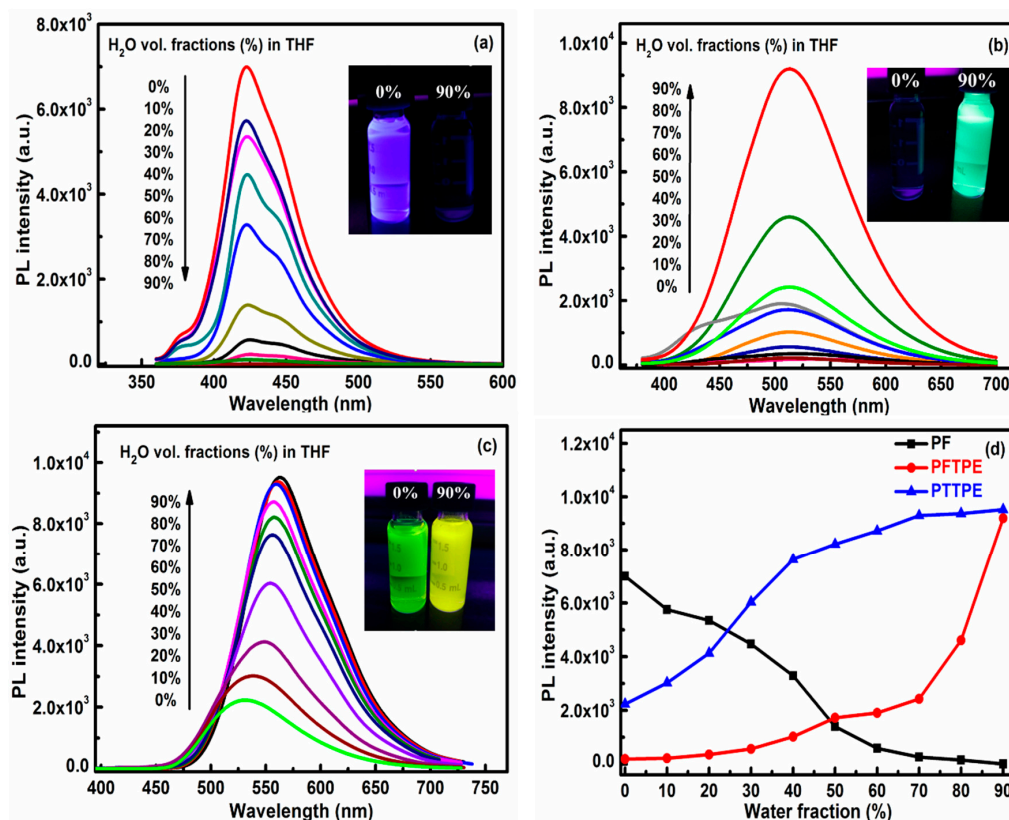 (a)
H₂O vol. fractions (%) in THF
0%
10%
20%
30%
40%
50%
60%
70%
80%
90%
0% 90%
8.0x10³
6.0x10³
4.0x10³
2.0x10³
0.0
PL intensity (a.u.)
350 400 450 500 550 600
Wavelength (nm)
(b)
H₂O vol. fractions (%) in THF
90%
80%
70%
60%
50%
40%
30%
20%
10%
0%
0% 90%
1.0x10⁴
8.0x10³
6.0x10³
4.0x10³
2.0x10³
0.0
PL intensity (a.u.)
400 450 500 550 600 650 700
Wavelength (nm)
(c)
H₂O vol. fractions (%) in THF
90%
80%
70%
60%
50%
40%
30%
20%
10%
0%
0% 90%
1.0x10⁴
8.0x10³
6.0x10³
4.0x10³
2.0x10³
0.0
PL intensity (a.u.)
400 450 500 550 600 650 700 750
Wavelength (nm)
(d)
PF
PFTPE
PTTPE
1.2x10⁴
1.0x10⁴
8.0x10³
6.0x10³
4.0x10³
2.0x10³
0.0
PL intensity (a.u.)
0 10 20 30 40 50 60 70 80 90
Water fraction (%)